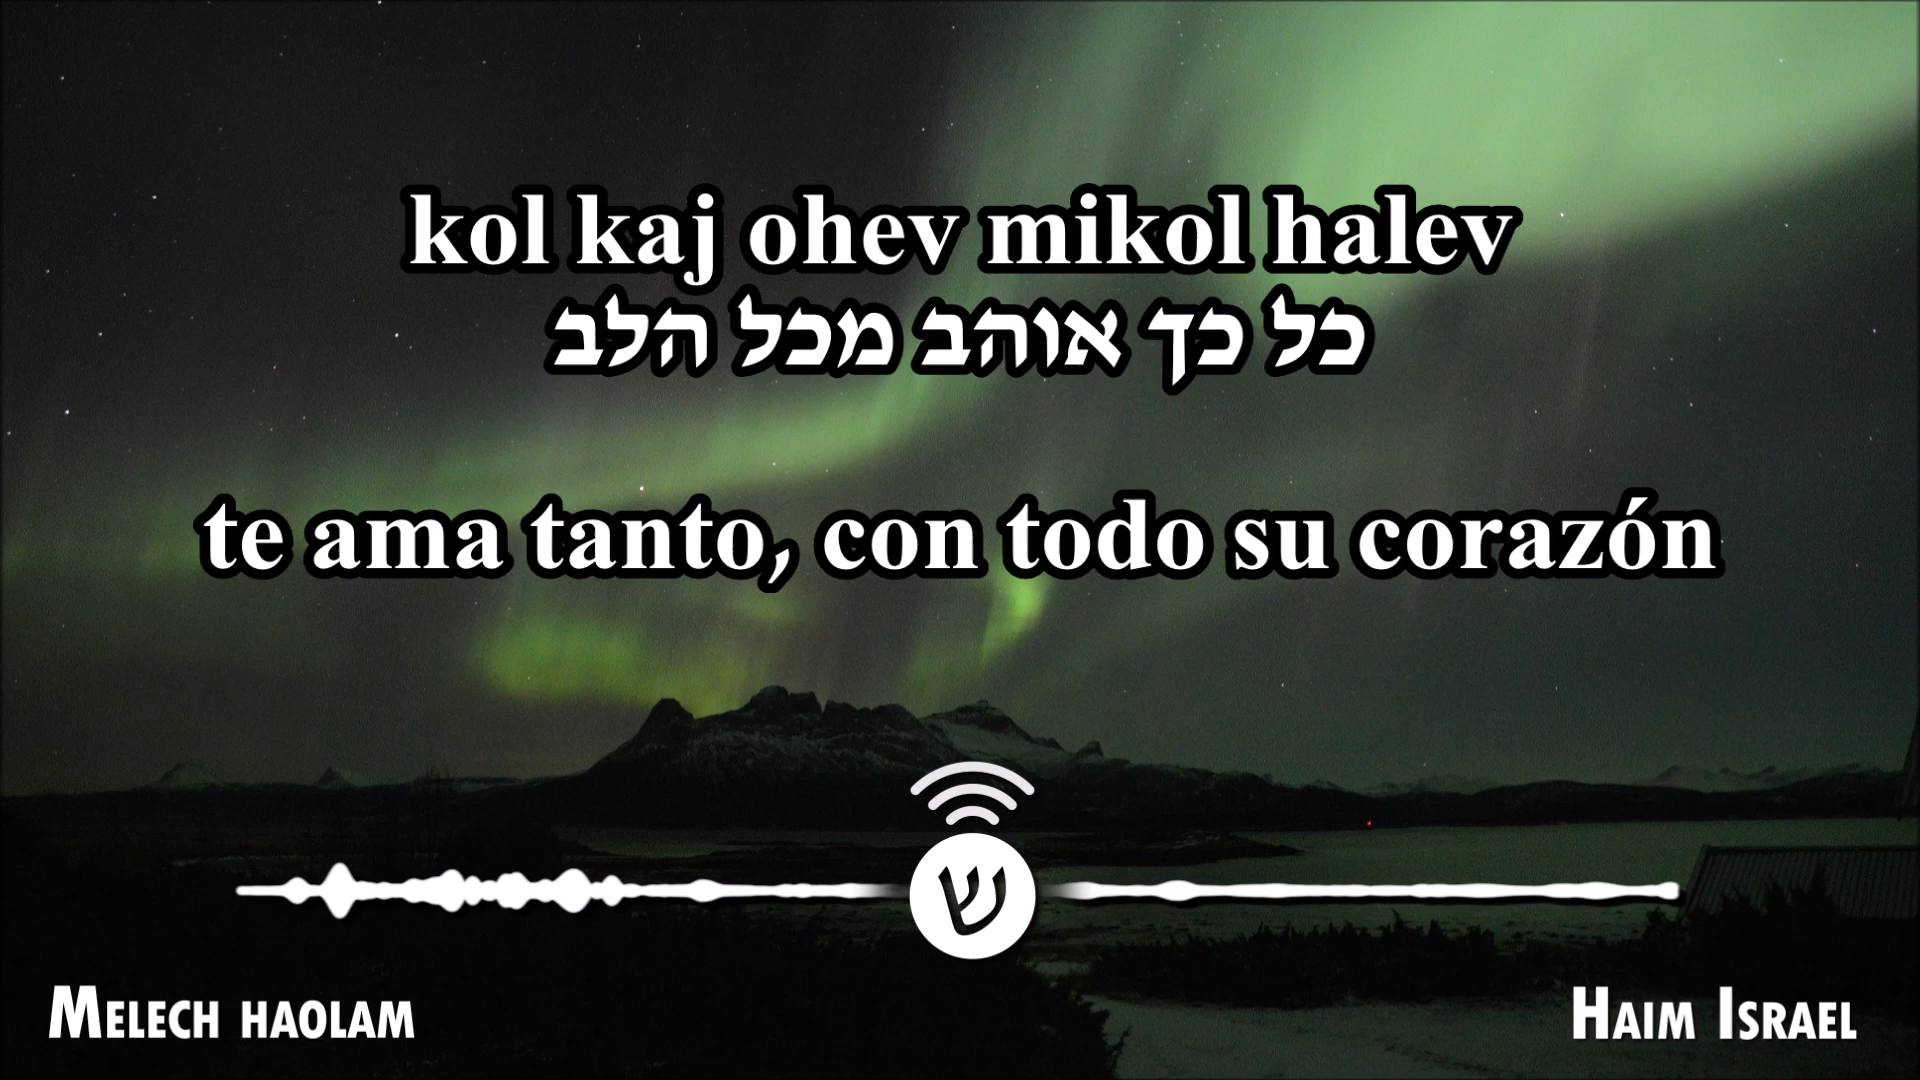 kol kaj ohev mikol halev
כל כך אוהב מכל הלב
te ama tanto, con todo su corazón
ש
MELECH HAOLAM
HAIM ISRAEL